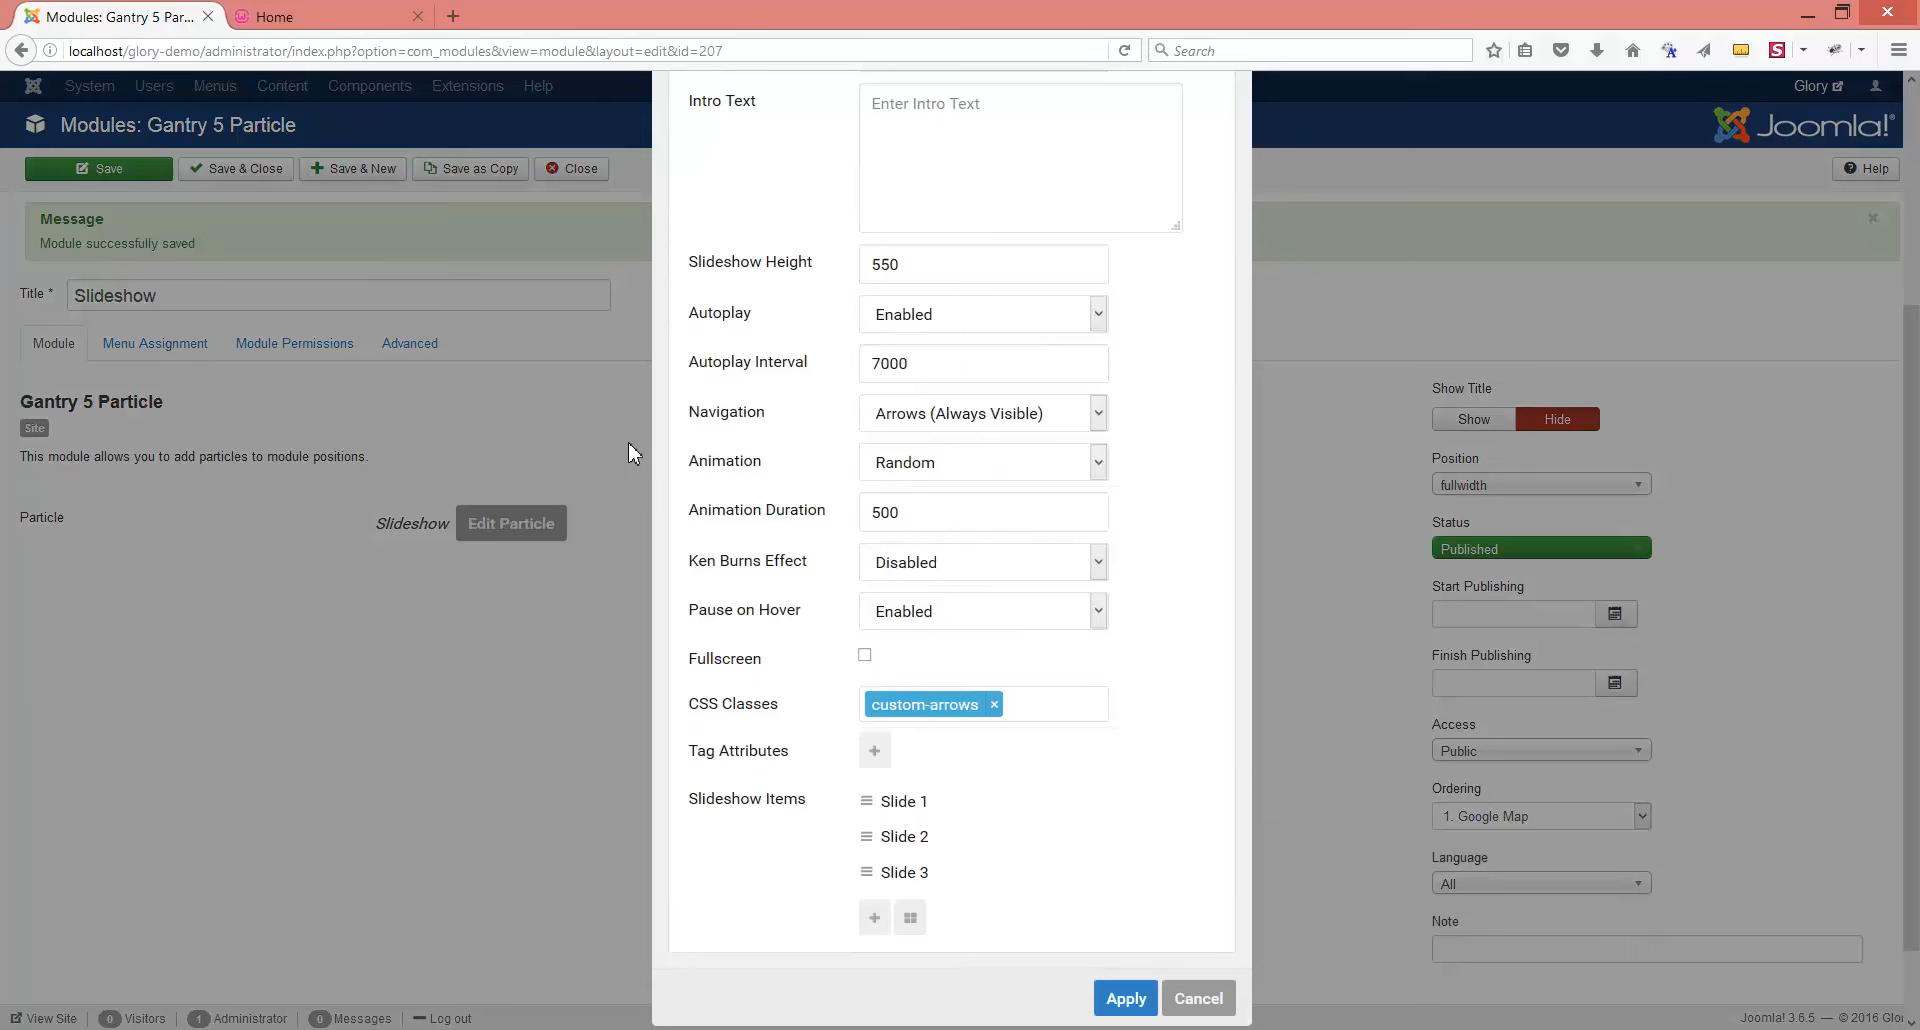 Modules: Gantry 5 Par...
Home
localhost/glory-demo/administrator/index.php?option=com_modules&view=module&layout=edit&id=207
Search
System Users Menus Content Components Extensions Help
Glory
Modules: Gantry 5 Particle
Joomla!®
Save
Save & Close
Save & New
Save as Copy
Close
Help
Message
Module successfully saved
Title *
Slideshow
Module
Menu Assignment
Module Permissions
Advanced
Gantry 5 Particle
Site
This module allows you to add particles to module positions.
Particle
Slideshow
Edit Particle
Intro Text
Enter Intro Text
Slideshow Height
550
Autoplay
Enabled
Autoplay Interval
7000
Navigation
Arrows (Always Visible)
Animation
Random
Animation Duration
500
Ken Burns Effect
Disabled
Pause on Hover
Enabled
Fullscreen
CSS Classes
custom-arrows ×
Tag Attributes
Slideshow Items
Slide 1
Slide 2
Slide 3
Apply
Cancel
Show Title
Show
Hide
Position
fullwidth
Status
Published
Start Publishing
Finish Publishing
Access
Public
Ordering
1. Google Map
Language
All
Note
View Site
0 Visitors
1 Administrator
0 Messages
Log out
Joomla! 3.6.5 — © 2016 Glor